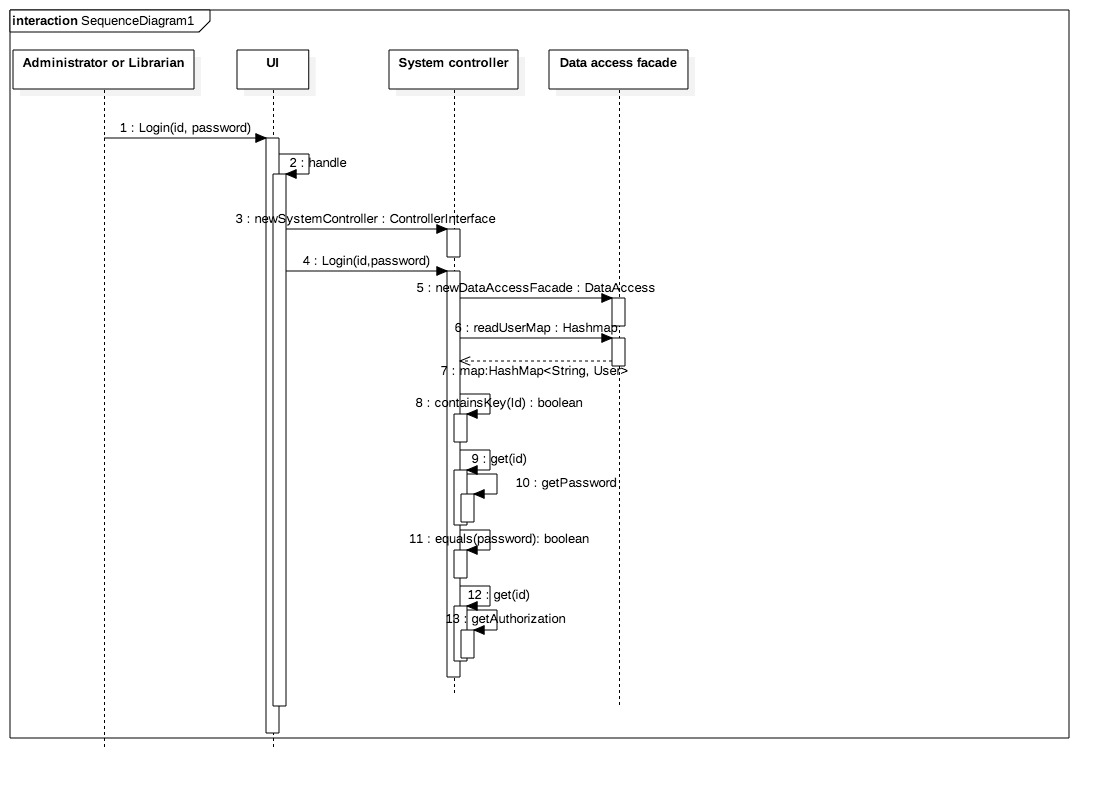 interaction SequenceDiagram1
Administrator or Librarian
UI
System controller
Data access facade
1 : Login(id, password)
2 : handle
3 : newSystemController : ControllerInterface
4 : Login(id,password)
5 : newDataAccessFacade : DataAccess
6 : readUserMap : Hashmap
7 : map:HashMap<String, User>
8 : containsKey(Id) : boolean
9 : get(id)
10 : getPassword
11 : equals(password): boolean
12 : get(id)
13 : getAuthorization